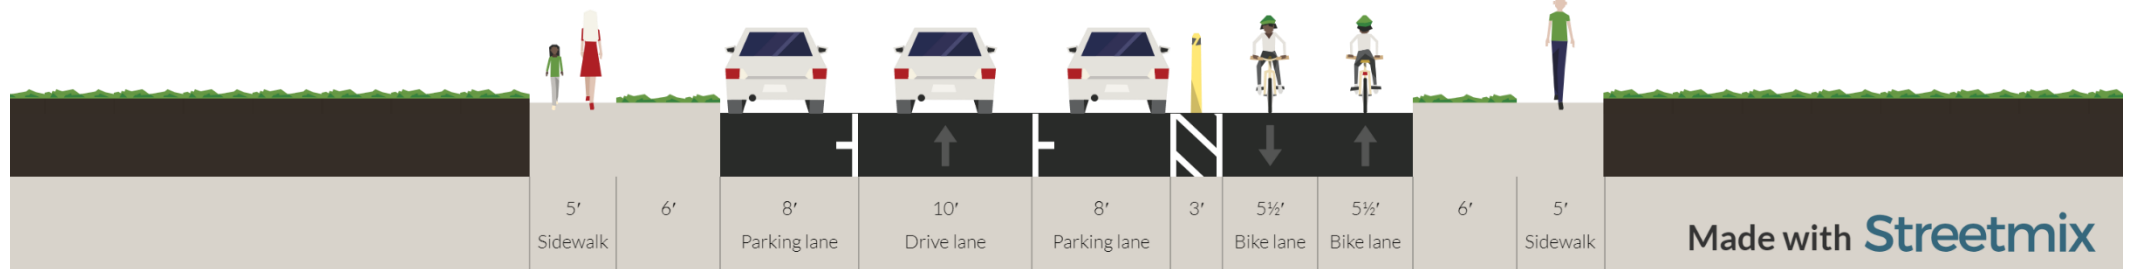 5′ 6′ 8′ 10′ 8′ 3′ 5½′ 5½′ 6′ 5′
Sidewalk Parking lane Drive lane Parking lane Bike lane Bike lane Sidewalk
Made with Streetmix